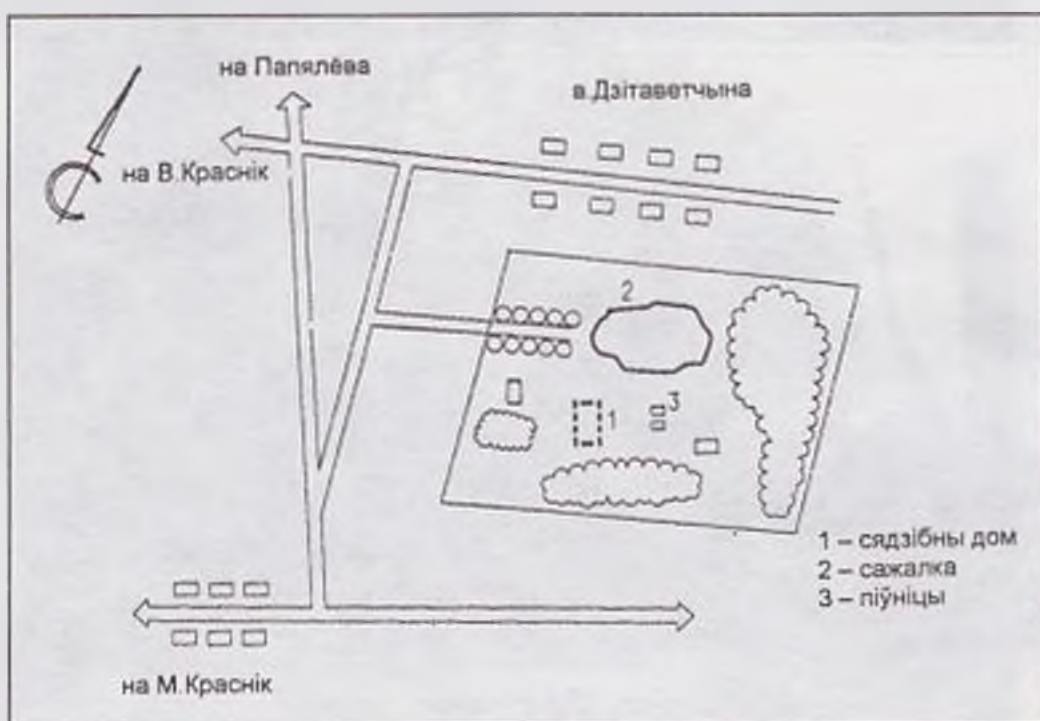 на Папялёва
в.Дзітаветчына
на В.Краснік
2
1
3
1 – сядзібны дом
2 – сажалка
3 – піўніцы
на М.Краснік